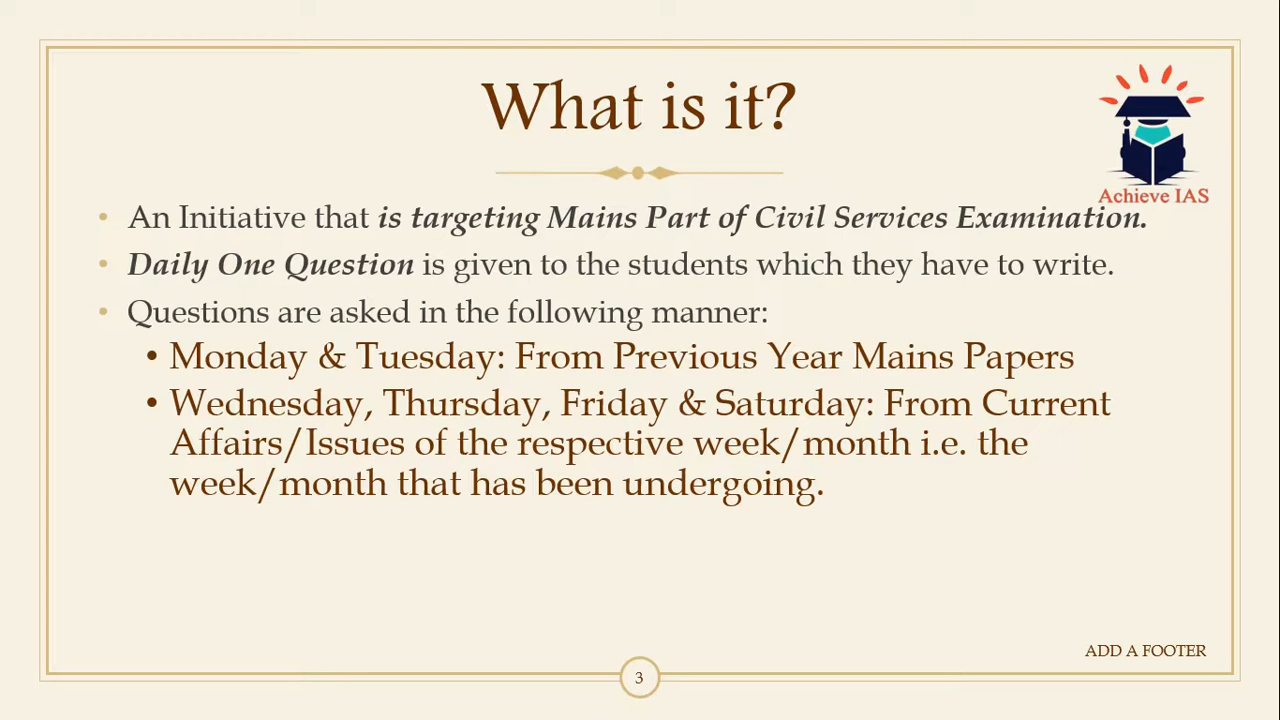 What is it?
Achieve IAS
• An Initiative that is targeting Mains Part of Civil Services Examination.
• Daily One Question is given to the students which they have to write.
• Questions are asked in the following manner:
• Monday & Tuesday: From Previous Year Mains Papers
• Wednesday, Thursday, Friday & Saturday: From Current
Affairs/Issues of the respective week/month i.e. the
week/month that has been undergoing.
ADD A FOOTER
3